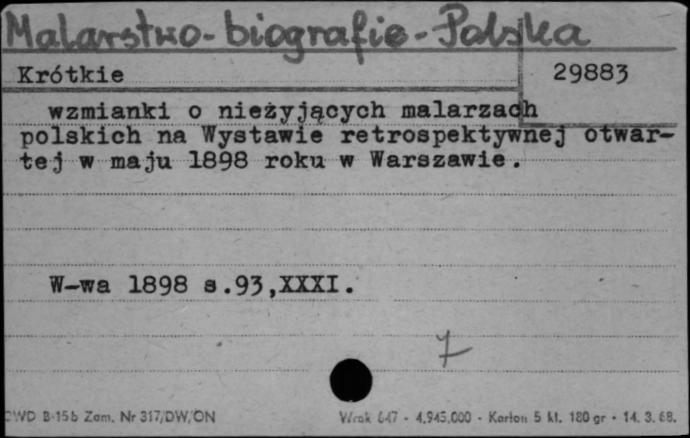 Malarstwo - biografie - Polska
Krótkie 29883
wzmianki o nieżyjących malarzach
polskich na Wystawie retrospektywnej otwar-
tej w maju 1898 roku w Warszawie.
W-wa 1898 s.93,XXXI.
7
CWD B-15b Zam. Nr 317/DW/ON W/rak 647 - 4.945.000 - Karton 5 kl. 180 gr - 14. 3. 68.